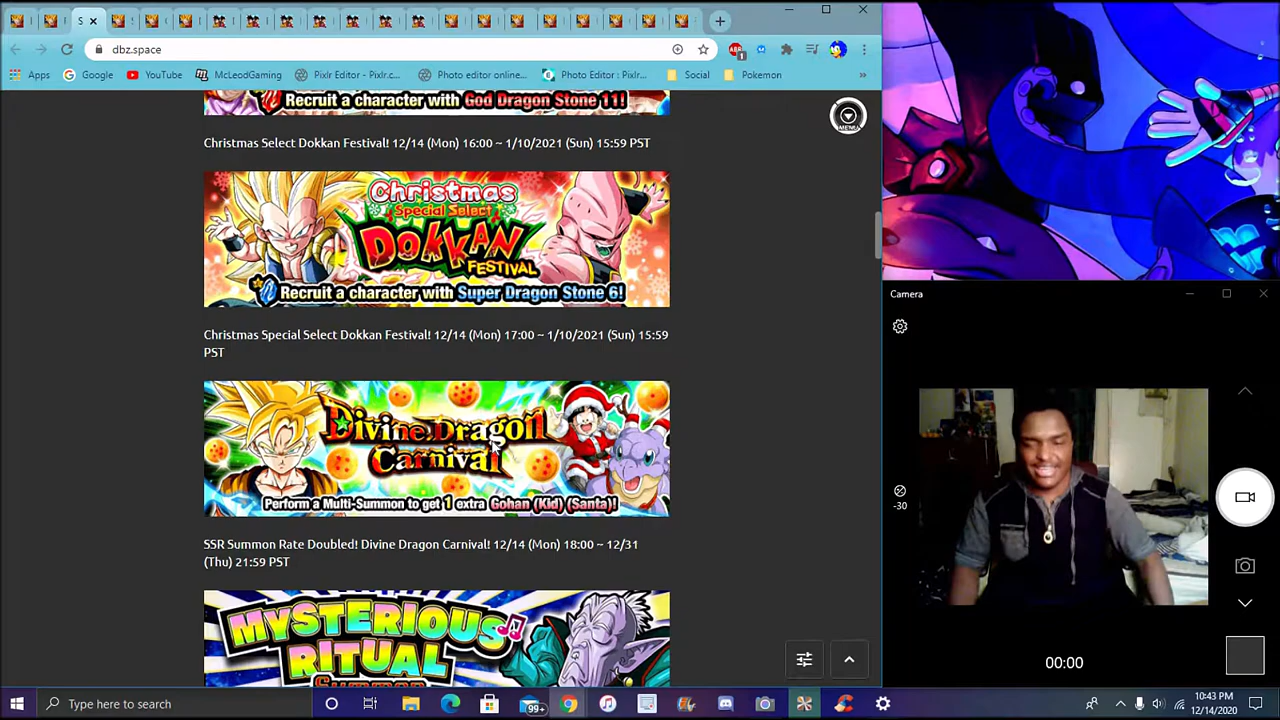 S
dbz.space
ABP
1
Apps
Google
YouTube
McLeodGaming
Pixlr Editor - Pixlr.c...
Photo editor online...
Photo Editor : Pixlr...
Social
Pokemon
»
Recruit a character with God Dragon Stone 11!
MENU
Christmas Select Dokkan Festival! 12/14 (Mon) 16:00 ~ 1/10/2021 (Sun) 15:59 PST
Christmas
Special Select
DOKKAN
FESTIVAL
Recruit a character with Super Dragon Stone 6!
Camera
Christmas Special Select Dokkan Festival! 12/14 (Mon) 17:00 ~ 1/10/2021 (Sun) 15:59
PST
Divine Dragon
Carnival
Perform a Multi-Summon to get 1 extra Gohan (Kid) (Santa)!
-30
SSR Summon Rate Doubled! Divine Dragon Carnival! 12/14 (Mon) 18:00 ~ 12/31
(Thu) 21:59 PST
MYSTERIOUS
RITUAL
00:00
Type here to search
99+
10:43 PM
12/14/2020